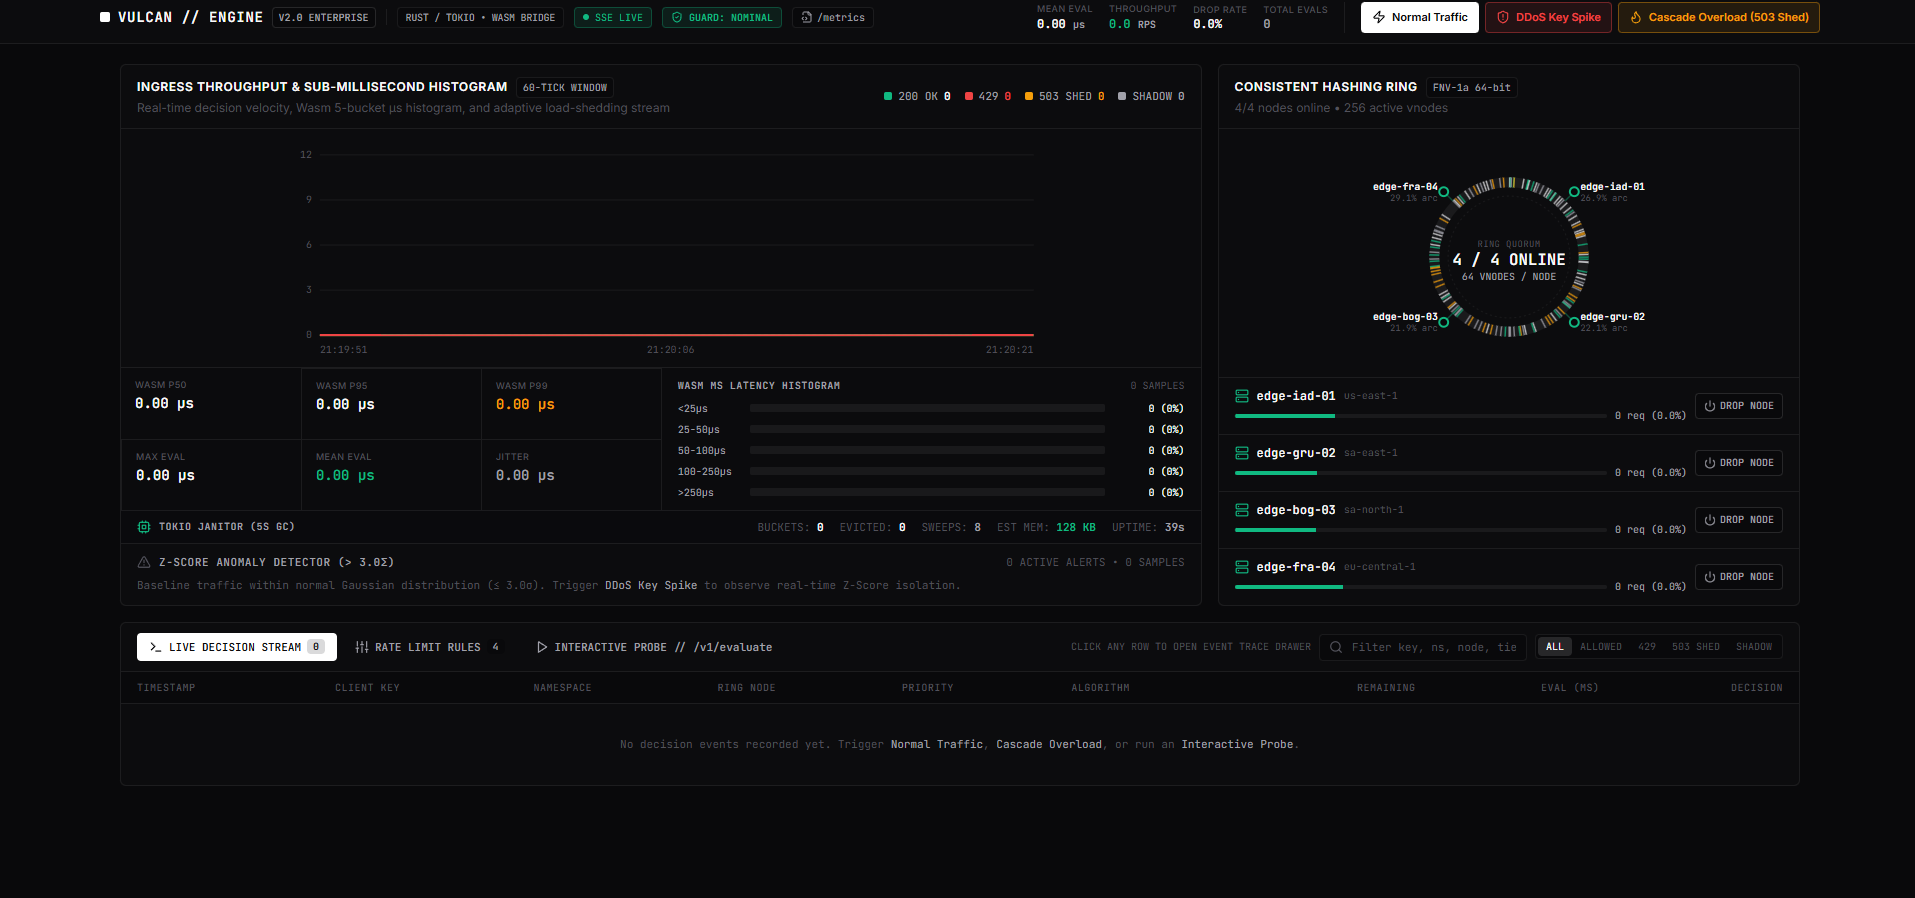 VULCAN // ENGINE V2.0 ENTERPRISE RUST / TOKIO • WASM BRIDGE SSE LIVE GUARD: NOMINAL /metrics
MEAN EVAL THROUGHPUT DROP RATE TOTAL EVALS
0.00 µs 0.0 RPS 0.0% 0
Normal Traffic DDoS Key Spike Cascade Overload (503 Shed)
INGRESS THROUGHPUT & SUB-MILLISECOND HISTOGRAM 60-TICK WINDOW
Real-time decision velocity, Wasm 5-bucket µs histogram, and adaptive load-shedding stream
200 OK 0 429 0 503 SHED 0 SHADOW 0
12
9
6
3
0
21:19:51 21:20:06 21:20:21
WASM P50 WASM P95 WASM P99
0.00 µs 0.00 µs 0.00 µs
MAX EVAL MEAN EVAL JITTER
0.00 µs 0.00 µs 0.00 µs
WASM MS LATENCY HISTOGRAM 0 SAMPLES
<25µs 0 (0%)
25-50µs 0 (0%)
50-100µs 0 (0%)
100-250µs 0 (0%)
>250µs 0 (0%)
TOKIO JANITOR (5S GC) BUCKETS: 0 EVICTED: 0 SWEEPS: 8 EST MEM: 128 KB UPTIME: 39s
Z-SCORE ANOMALY DETECTOR (> 3.0Σ) 0 ACTIVE ALERTS • 0 SAMPLES
Baseline traffic within normal Gaussian distribution (≤ 3.0σ). Trigger DDoS Key Spike to observe real-time Z-Score isolation.
CONSISTENT HASHING RING FNV-1a 64-bit
4/4 nodes online • 256 active vnodes
edge-fra-04 edge-iad-01
29.1% arc 26.9% arc
RING QUORUM
4 / 4 ONLINE
64 VNODES / NODE
edge-bog-03 edge-gru-02
21.9% arc 22.1% arc
edge-iad-01 us-east-1
0 req (0.0%) DROP NODE
edge-gru-02 sa-east-1
0 req (0.0%) DROP NODE
edge-bog-03 sa-north-1
0 req (0.0%) DROP NODE
edge-fra-04 eu-central-1
0 req (0.0%) DROP NODE
LIVE DECISION STREAM 0 RATE LIMIT RULES 4 INTERACTIVE PROBE // /v1/evaluate CLICK ANY ROW TO OPEN EVENT TRACE DRAWER Filter key, ns, node, tie ALL ALLOWED 429 503 SHED SHADOW
TIMESTAMP CLIENT KEY NAMESPACE RING NODE PRIORITY ALGORITHM REMAINING EVAL (MS) DECISION
No decision events recorded yet. Trigger Normal Traffic, Cascade Overload, or run an Interactive Probe.